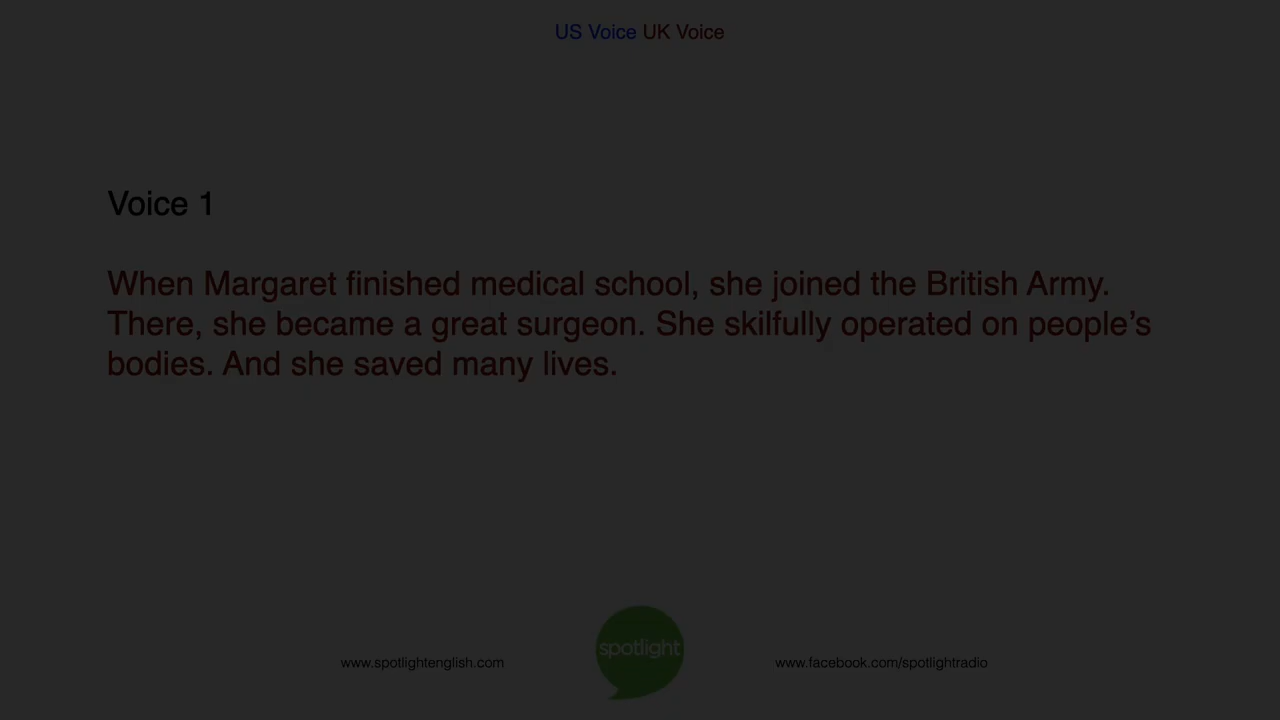 US Voice UK Voice
Voice 1
When Margaret finished medical school, she joined the British Army.
There, she became a great surgeon. She skilfully operated on people’s
bodies. And she saved many lives.
spotlight
www.spotlightenglish.com
www.facebook.com/spotlightradio